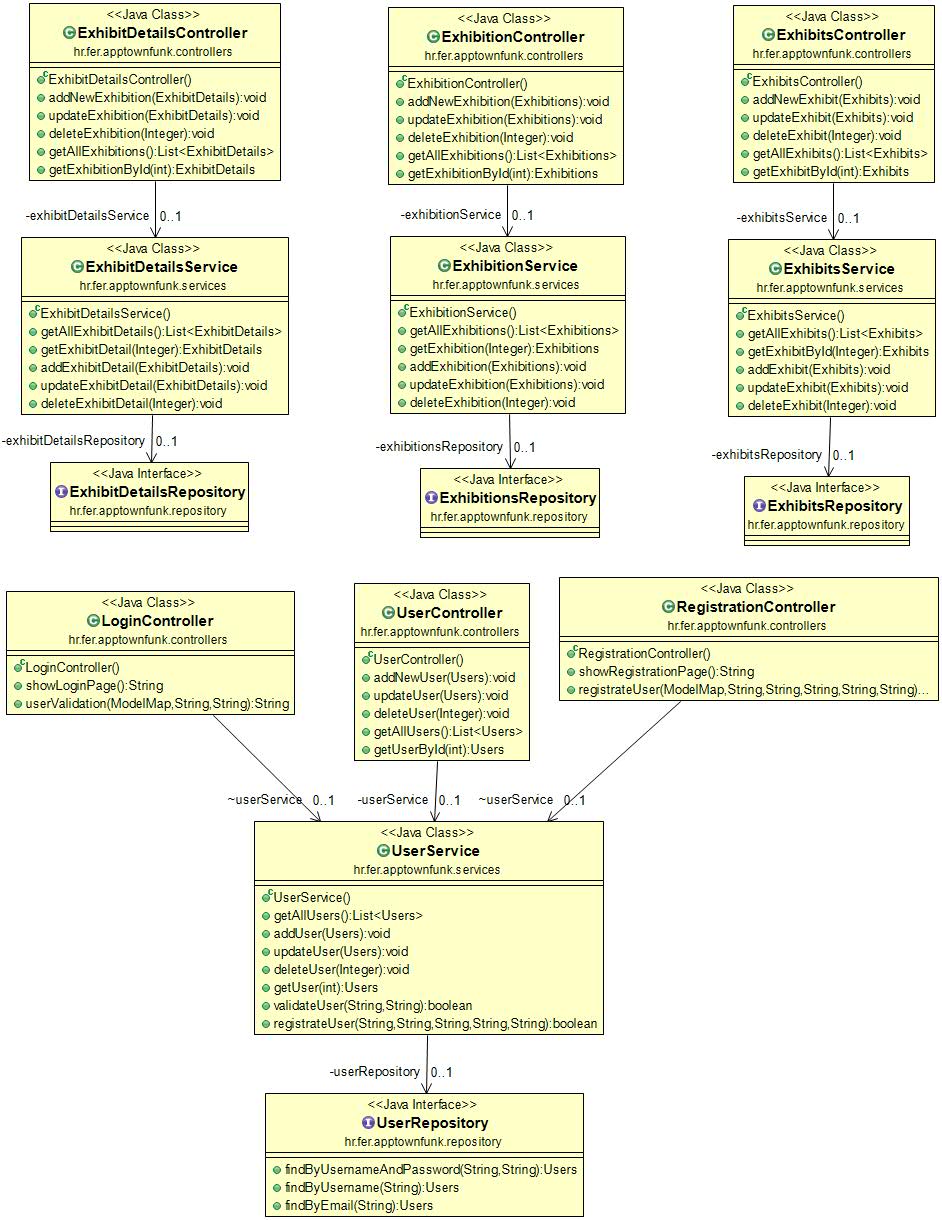 <<Java Class>>
ExhibitDetailsController
hr.fer.apptownfunk.controllers
ExhibitDetailsController()
addNewExhibition(ExhibitDetails):void
updateExhibition(ExhibitDetails):void
deleteExhibition(Integer):void
getAllExhibitions():List<ExhibitDetails>
getExhibitionById(int):ExhibitDetails
-exhibitDetailsService 0..1
<<Java Class>>
ExhibitDetailsService
hr.fer.apptownfunk.services
ExhibitDetailsService()
getAllExhibitDetails():List<ExhibitDetails>
getExhibitDetail(Integer):ExhibitDetails
addExhibitDetail(ExhibitDetails):void
updateExhibitDetail(ExhibitDetails):void
deleteExhibitDetail(Integer):void
-exhibitDetailsRepository 0..1
<<Java Interface>>
ExhibitDetailsRepository
hr.fer.apptownfunk.repository
<<Java Class>>
ExhibitionController
hr.fer.apptownfunk.controllers
ExhibitionController()
addNewExhibition(Exhibitions):void
updateExhibition(Exhibitions):void
deleteExhibition(Integer):void
getAllExhibitions():List<Exhibitions>
getExhibitionById(int):Exhibitions
-exhibitionService 0..1
<<Java Class>>
ExhibitionService
hr.fer.apptownfunk.services
ExhibitionService()
getAllExhibitions():List<Exhibitions>
getExhibition(Integer):Exhibitions
addExhibition(Exhibitions):void
updateExhibition(Exhibitions):void
deleteExhibition(Integer):void
-exhibitionsRepository 0..1
<<Java Interface>>
ExhibitionsRepository
hr.fer.apptownfunk.repository
<<Java Class>>
ExhibitsController
hr.fer.apptownfunk.controllers
ExhibitsController()
addNewExhibit(Exhibits):void
updateExhibit(Exhibits):void
deleteExhibit(Integer):void
getAllExhibits():List<Exhibits>
getExhibitById(int):Exhibits
-exhibitsService 0..1
<<Java Class>>
ExhibitsService
hr.fer.apptownfunk.services
ExhibitsService()
getAllExhibits():List<Exhibits>
getExhibitById(Integer):Exhibits
addExhibit(Exhibits):void
updateExhibit(Exhibits):void
deleteExhibit(Integer):void
-exhibitsRepository 0..1
<<Java Interface>>
ExhibitsRepository
hr.fer.apptownfunk.repository
<<Java Class>>
LoginController
hr.fer.apptownfunk.controllers
LoginController()
showLoginPage():String
userValidation(ModelMap,String,String):String
~userService 0..1
<<Java Class>>
UserController
hr.fer.apptownfunk.controllers
UserController()
addNewUser(Users):void
updateUser(Users):void
deleteUser(Integer):void
getAllUsers():List<Users>
getUserById(int):Users
-userService 0..1
<<Java Class>>
RegistrationController
hr.fer.apptownfunk.controllers
RegistrationController()
showRegistrationPage():String
registrateUser(ModelMap,String,String,String,String,String)...
~userService 0..1
<<Java Class>>
UserService
hr.fer.apptownfunk.services
UserService()
getAllUsers():List<Users>
addUser(Users):void
updateUser(Users):void
deleteUser(Integer):void
getUser(int):Users
validateUser(String,String):boolean
registrateUser(String,String,String,String,String):boolean
-userRepository 0..1
<<Java Interface>>
UserRepository
hr.fer.apptownfunk.repository
findByUsernameAndPassword(String,String):Users
findByUsername(String):Users
findByEmail(String):Users